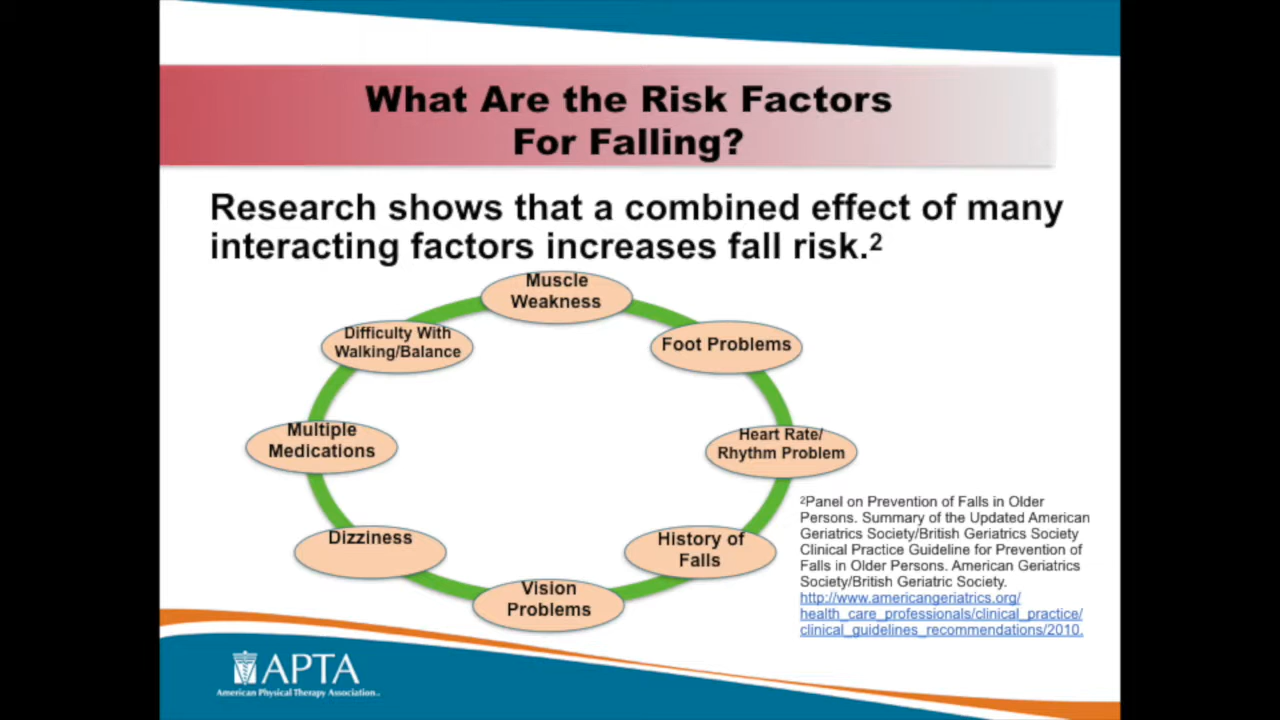 What Are the Risk Factors
For Falling?
Research shows that a combined effect of many
interacting factors increases fall risk.²
Muscle
Weakness
Difficulty With
Walking/Balance
Foot Problems
Multiple
Medications
Heart Rate/
Rhythm Problem
Dizziness
History of
Falls
Vision
Problems
²Panel on Prevention of Falls in Older
Persons. Summary of the Updated American
Geriatrics Society/British Geriatrics Society
Clinical Practice Guideline for Prevention of
Falls in Older Persons. American Geriatrics
Society/British Geriatric Society.
http://www.americangeriatrics.org/
health_care_professionals/clinical_practice/
clinical_guidelines_recommendations/2010.
APTA
American Physical Therapy Association